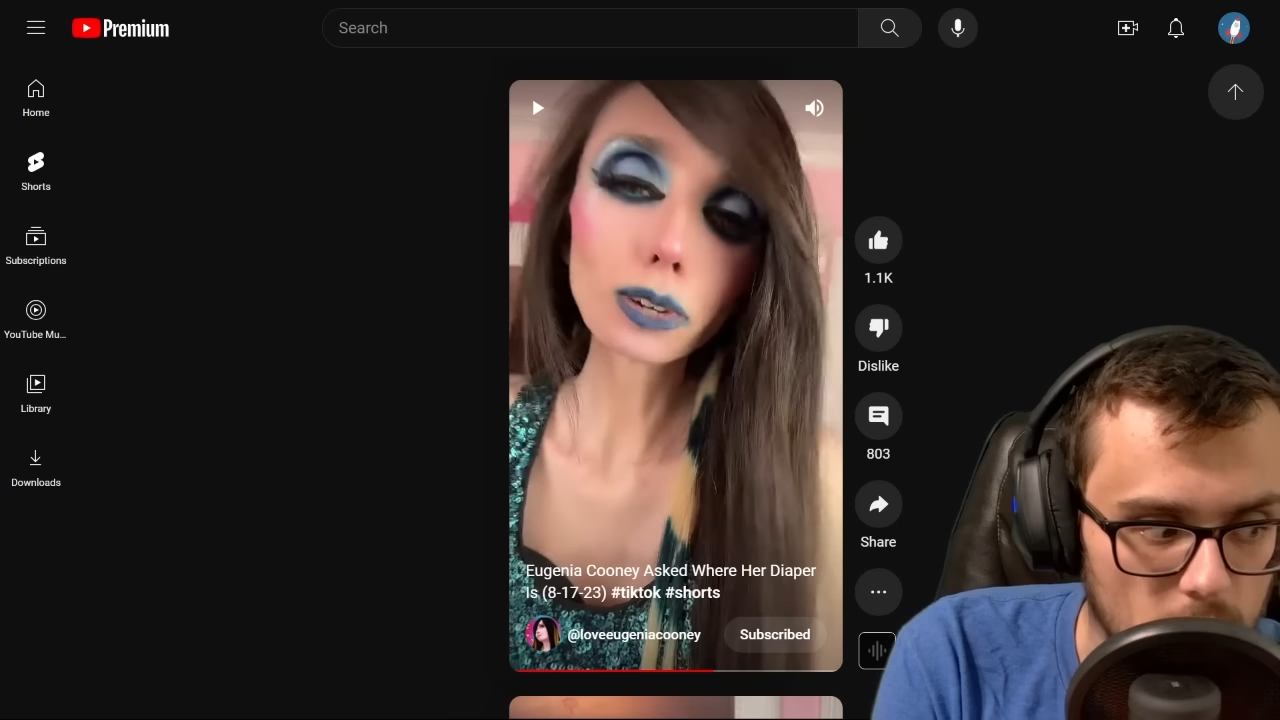 Premium
Search
Home
Shorts
Subscriptions
YouTube Mu...
Library
Downloads
Eugenia Cooney Asked Where Her Diaper
Is (8-17-23) #tiktok #shorts
@loveeugeniacooney
Subscribed
1.1K
Dislike
803
Share